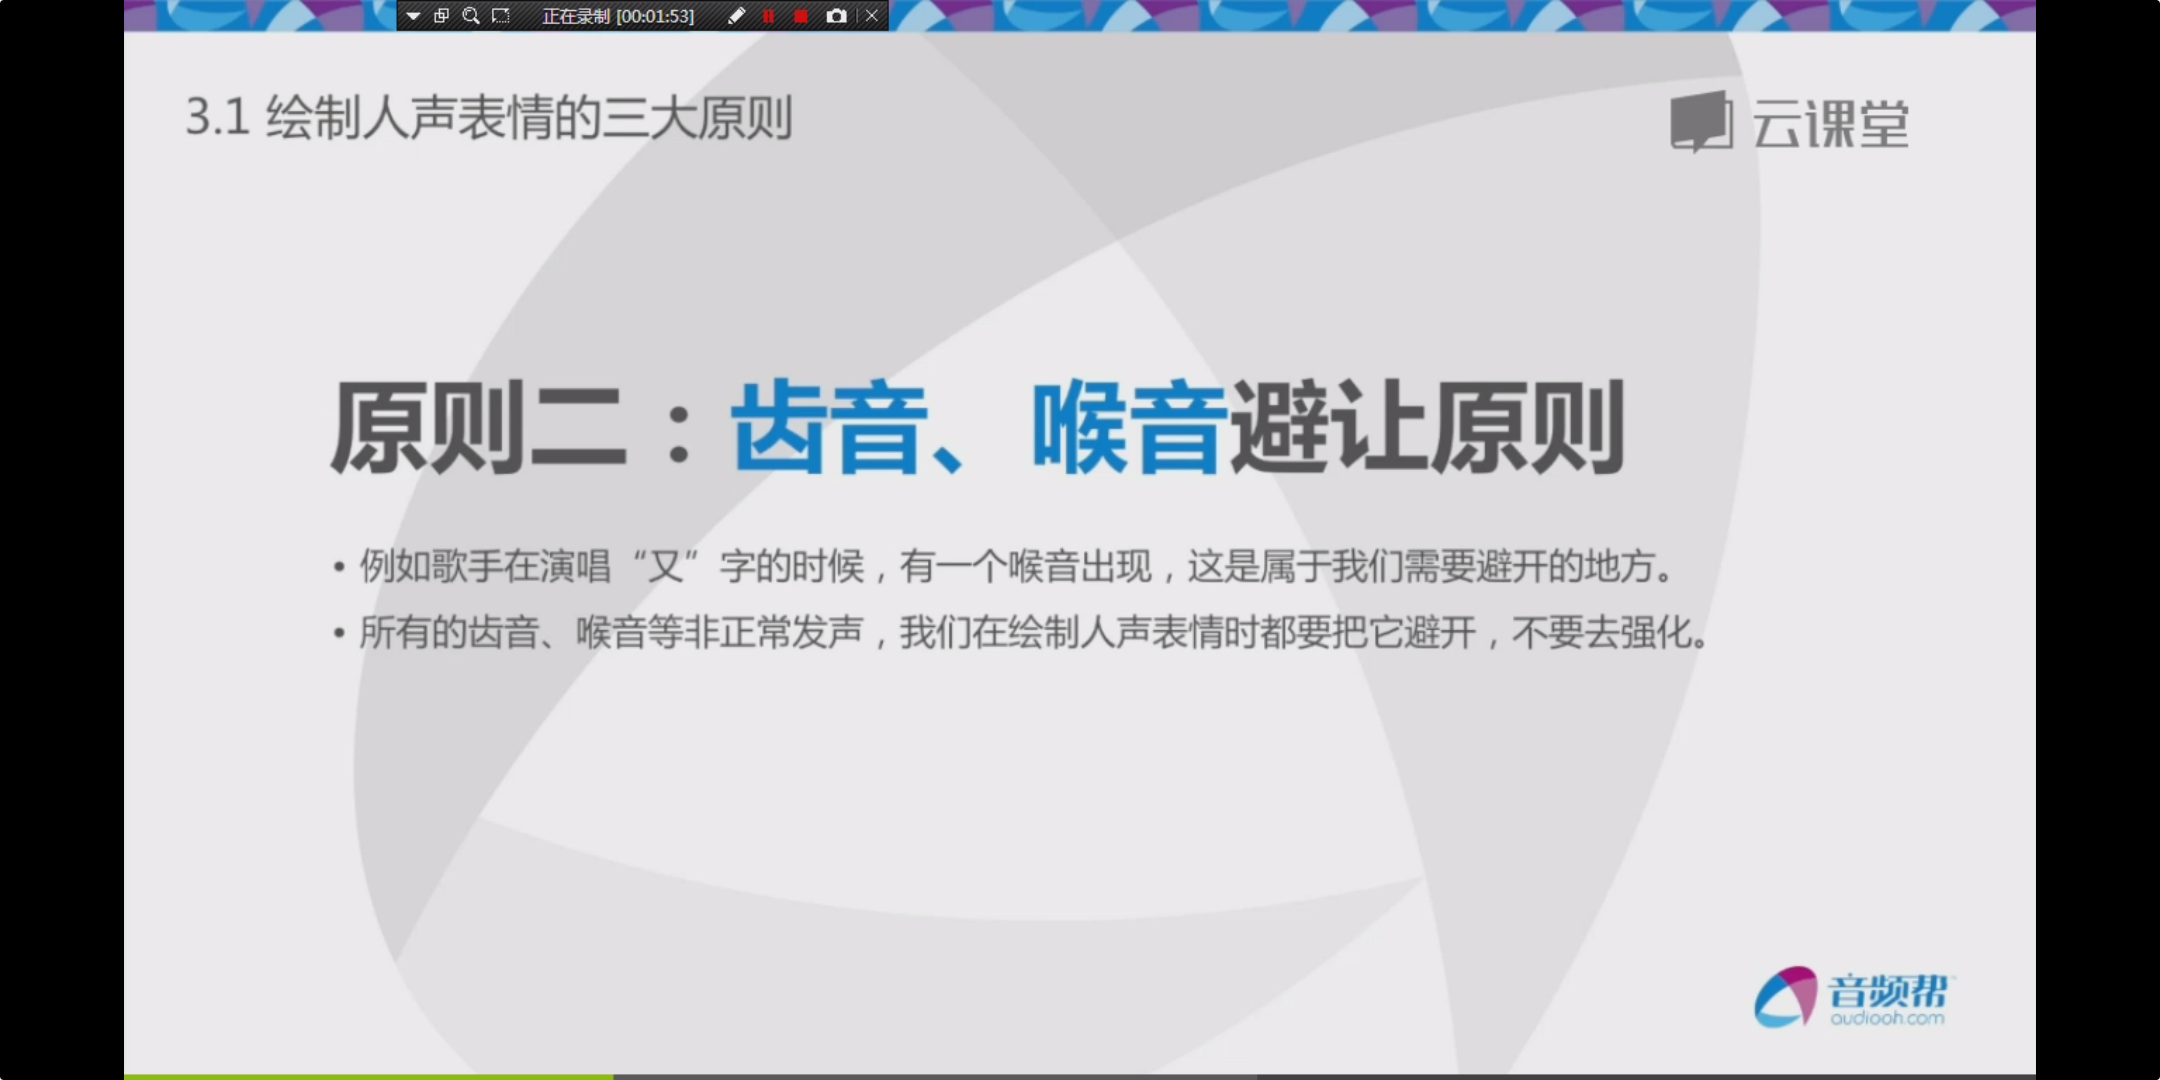 正在录制 [00:01:53]
3.1 绘制人声表情的三大原则
云课堂
原则二：齿音、喉音避让原则
• 例如歌手在演唱“又”字的时候，有一个喉音出现，这是属于我们需要避开的地方。
• 所有的齿音、喉音等非正常发声，我们在绘制人声表情时都要把它避开，不要去强化。
音频帮
audiooh.com